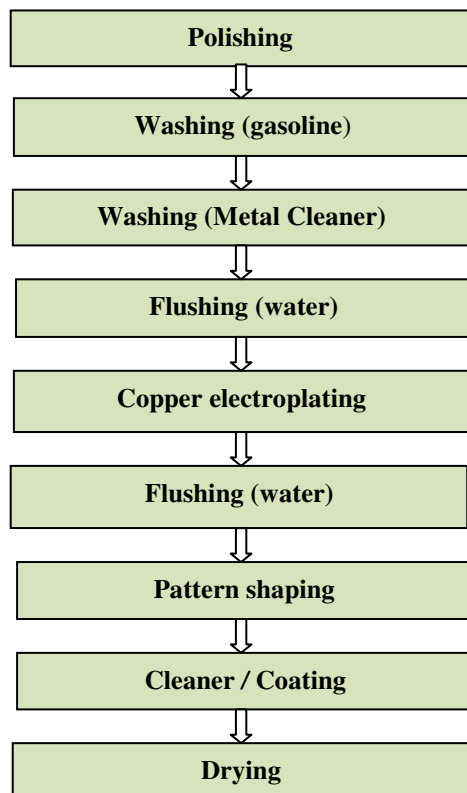 Polishing
Washing (gasoline)
Washing (Metal Cleaner)
Flushing (water)
Copper electroplating
Flushing (water)
Pattern shaping
Cleaner / Coating
Drying